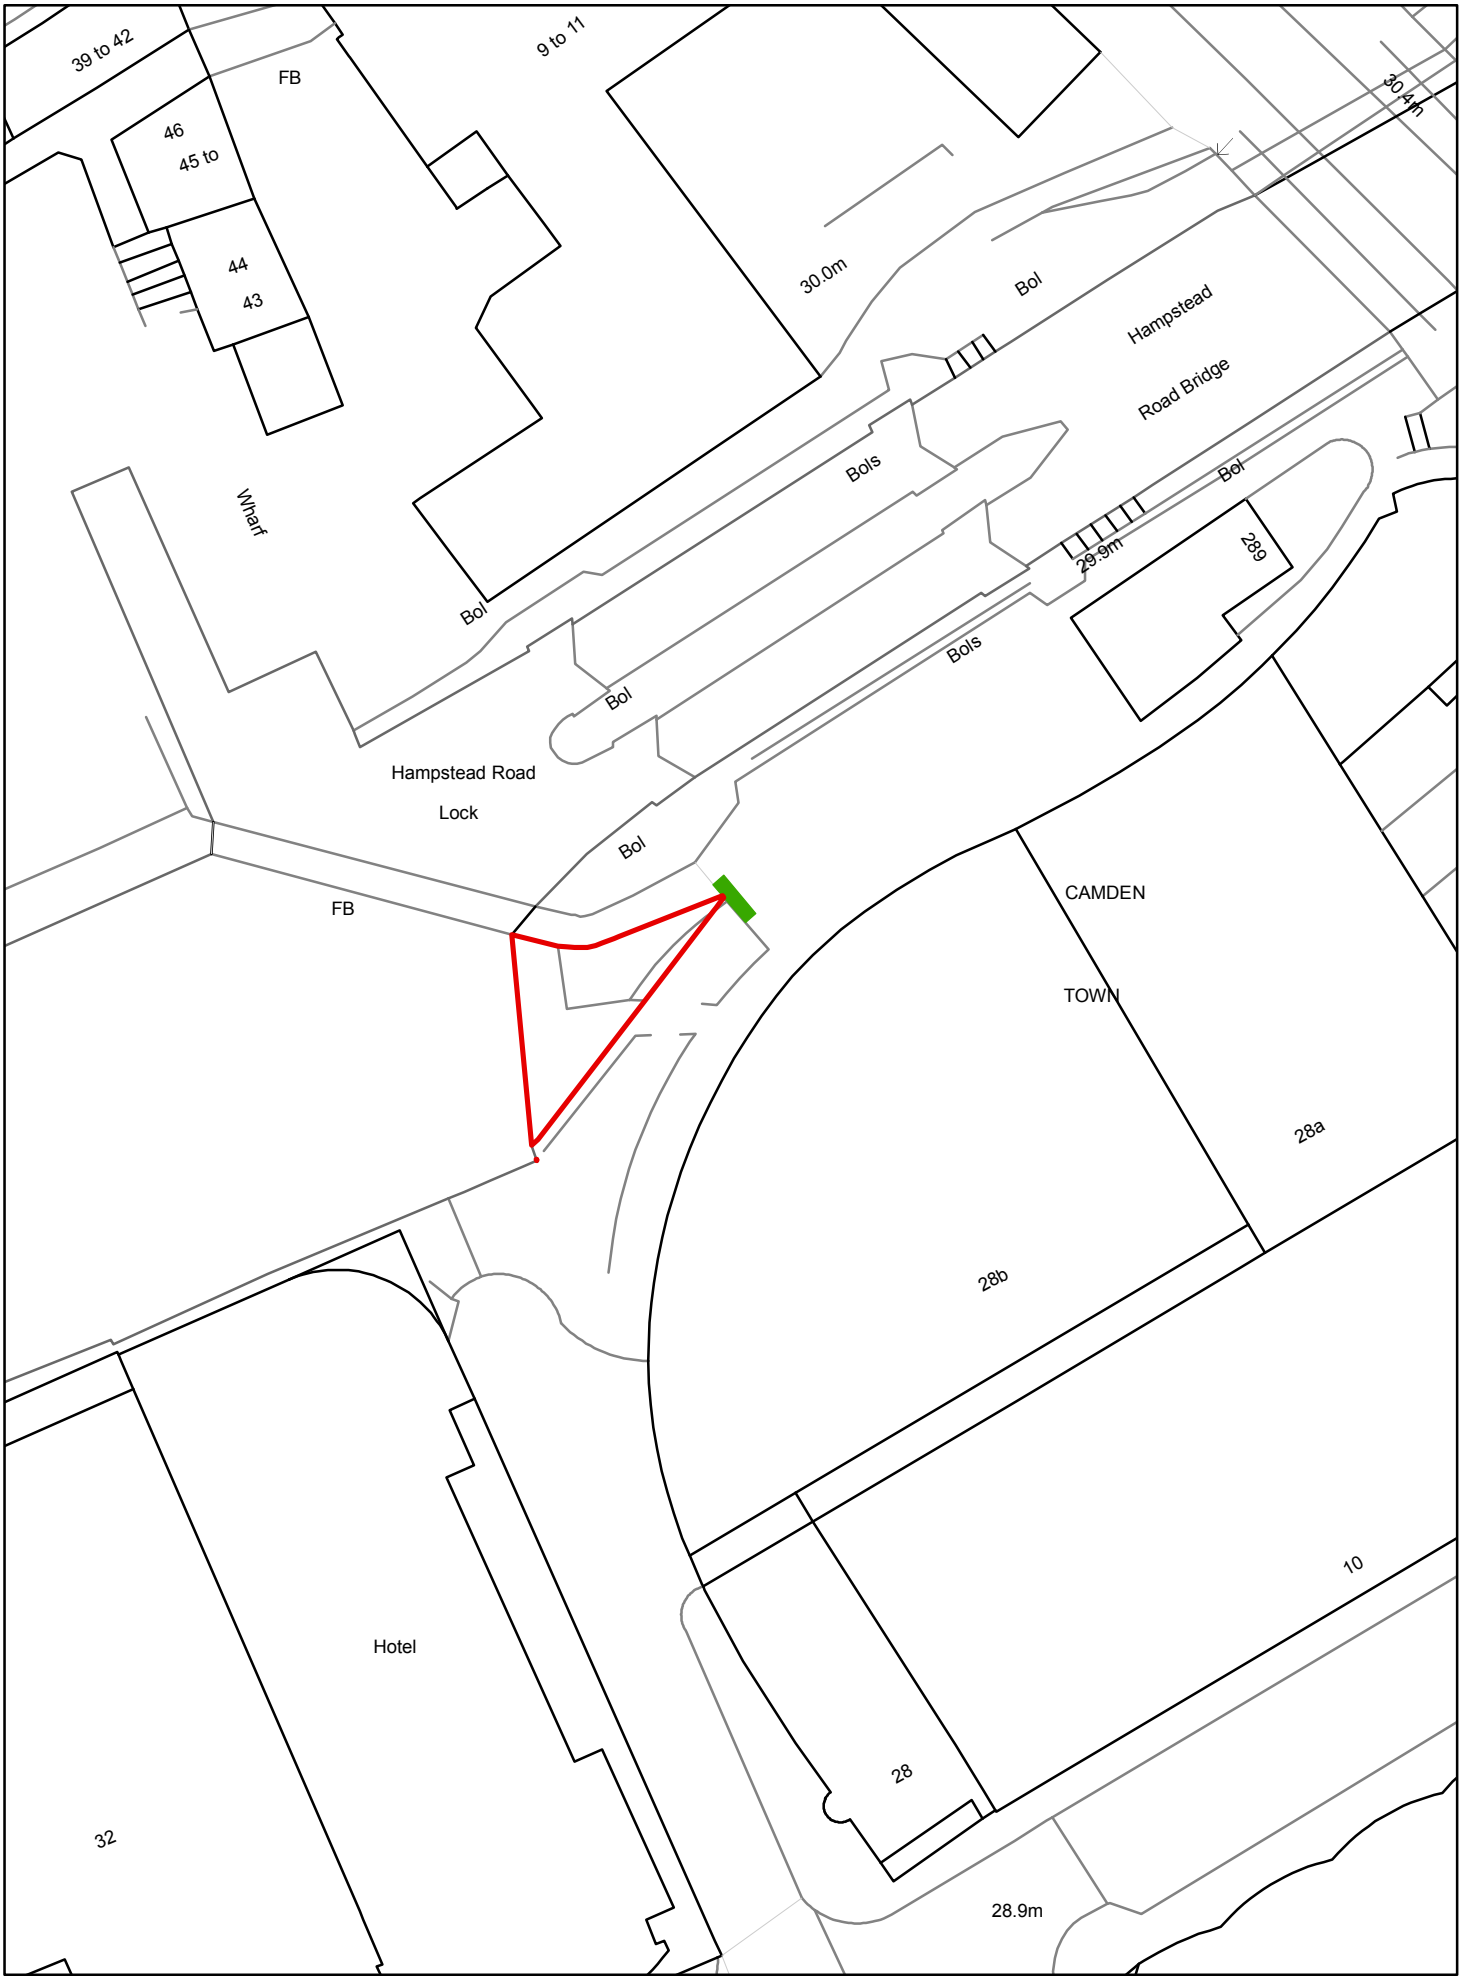 39 to 42
9 to 11
FB
30.4m
46
45 to
44
43
30.0m
Bol
Hampstead
Road Bridge
Bols
Bol
Wharf
289
29.9m
Bol
Bols
Bol
Hampstead Road
Lock
Bol
FB
CAMDEN
TOWN
28a
28b
10
Hotel
28
32
28.9m